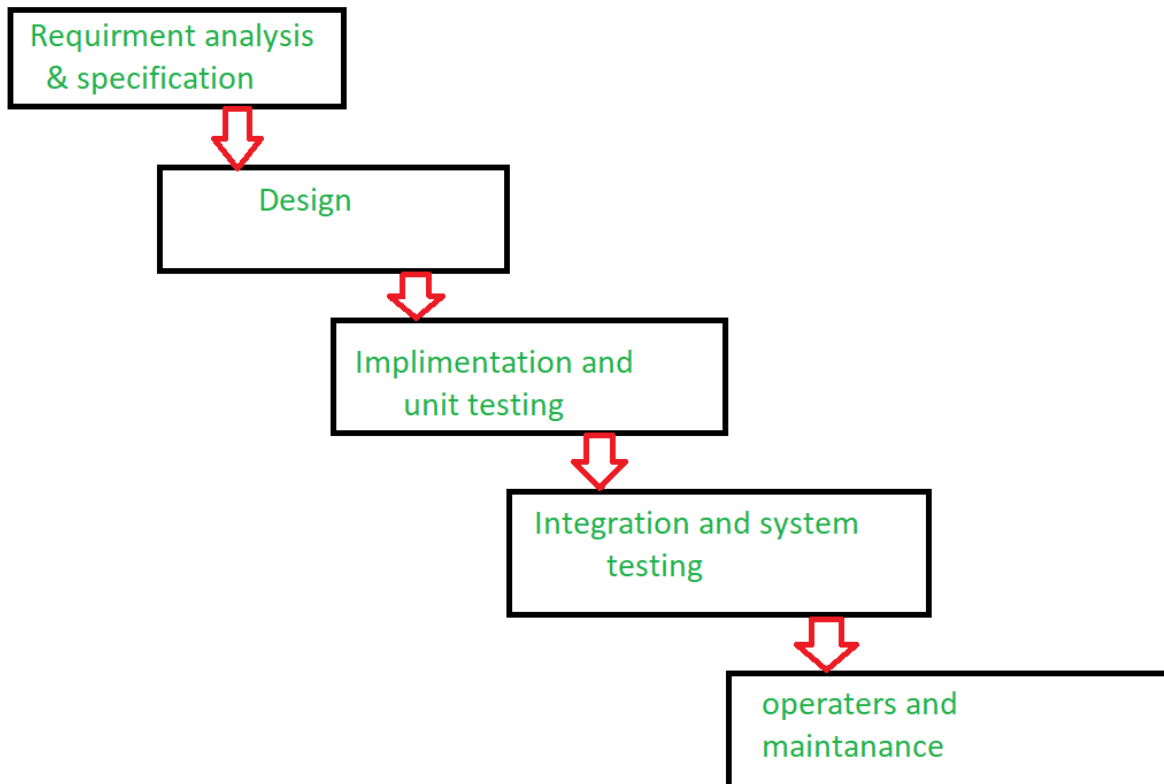 Requirment analysis
& specification
Design
Implimentation and
unit testing
Integration and system
testing
operaters and
maintanance